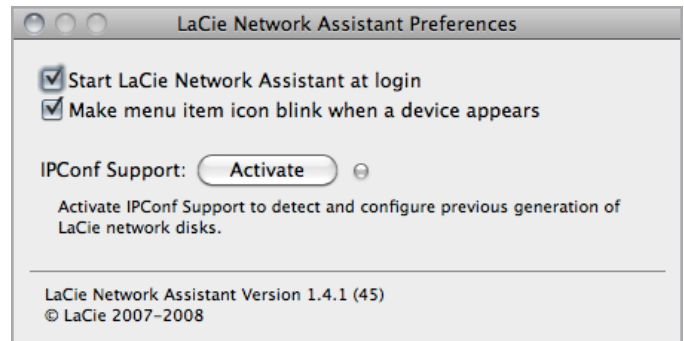 LaCie Network Assistant Preferences
Start LaCie Network Assistant at login
Make menu item icon blink when a device appears
IPConf Support: Activate
Activate IPConf Support to detect and configure previous generation of
LaCie network disks.
LaCie Network Assistant Version 1.4.1 (45)
© LaCie 2007–2008